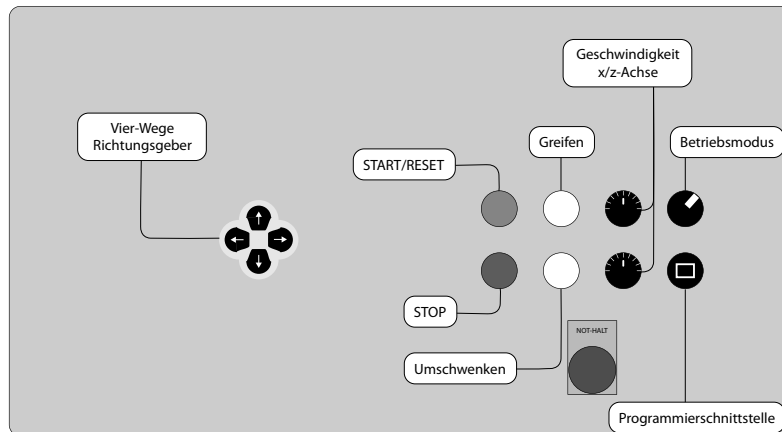 Geschwindigkeit
x/z-Achse
Vier-Wege
Richtungsgeber
Greifen
Betriebsmodus
START/RESET
STOP
NOT-HALT
Umschwenken
Programmierschnittstelle